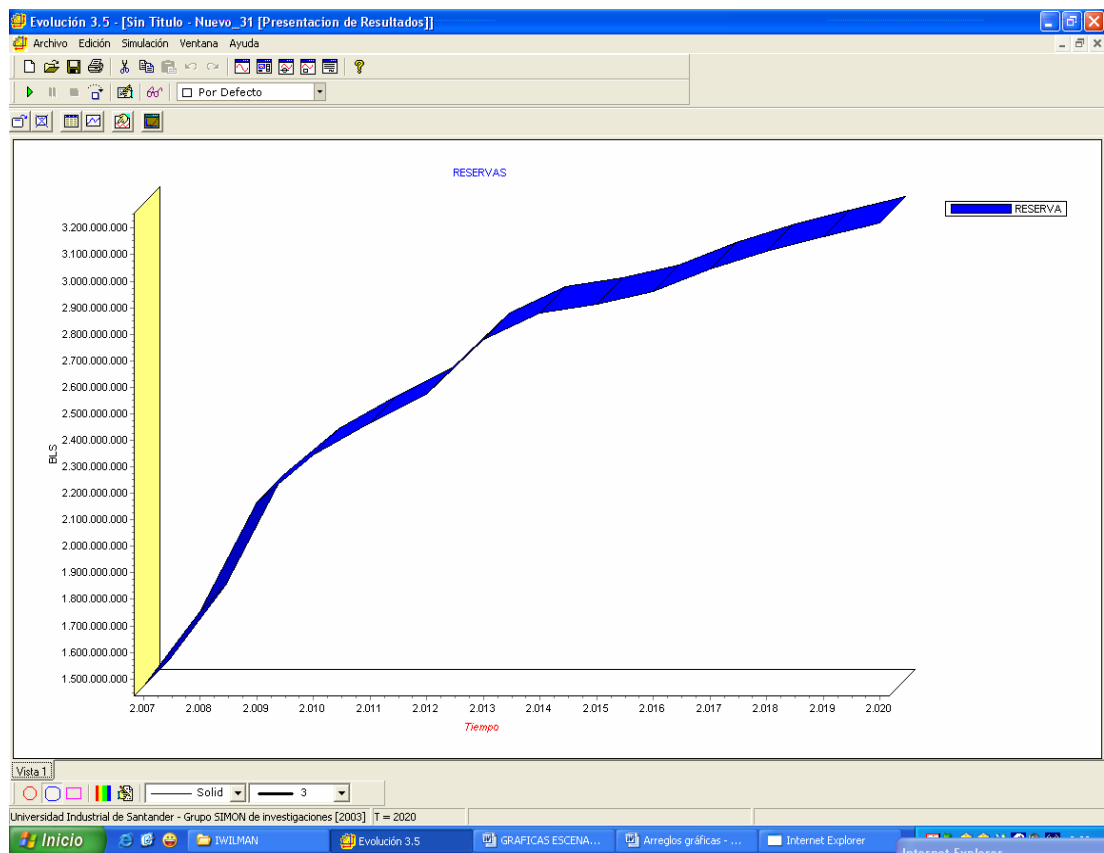 Evolución 3.5 - [Sin Titulo - Nuevo_31 [Presentacion de Resultados]]
Archivo Edición Simulación Ventana Ayuda
Por Defecto
RESERVAS
RESERVA
3.200.000.000
3.100.000.000
3.000.000.000
2.900.000.000
2.800.000.000
2.700.000.000
2.600.000.000
2.500.000.000
2.400.000.000
2.300.000.000
2.200.000.000
2.100.000.000
2.000.000.000
1.900.000.000
1.800.000.000
1.700.000.000
1.600.000.000
1.500.000.000
BLS
2.007 2.008 2.009 2.010 2.011 2.012 2.013 2.014 2.015 2.016 2.017 2.018 2.019 2.020
Tiempo
Vista 1
Solid 3
Universidad Industrial de Santander - Grupo SIMON de investigaciones [2003] T = 2020
Inicio IWILMAN Evolución 3.5 GRAFICAS ESCENA... Arreglos gráficas - ... Internet Explorer
Internet Explorer